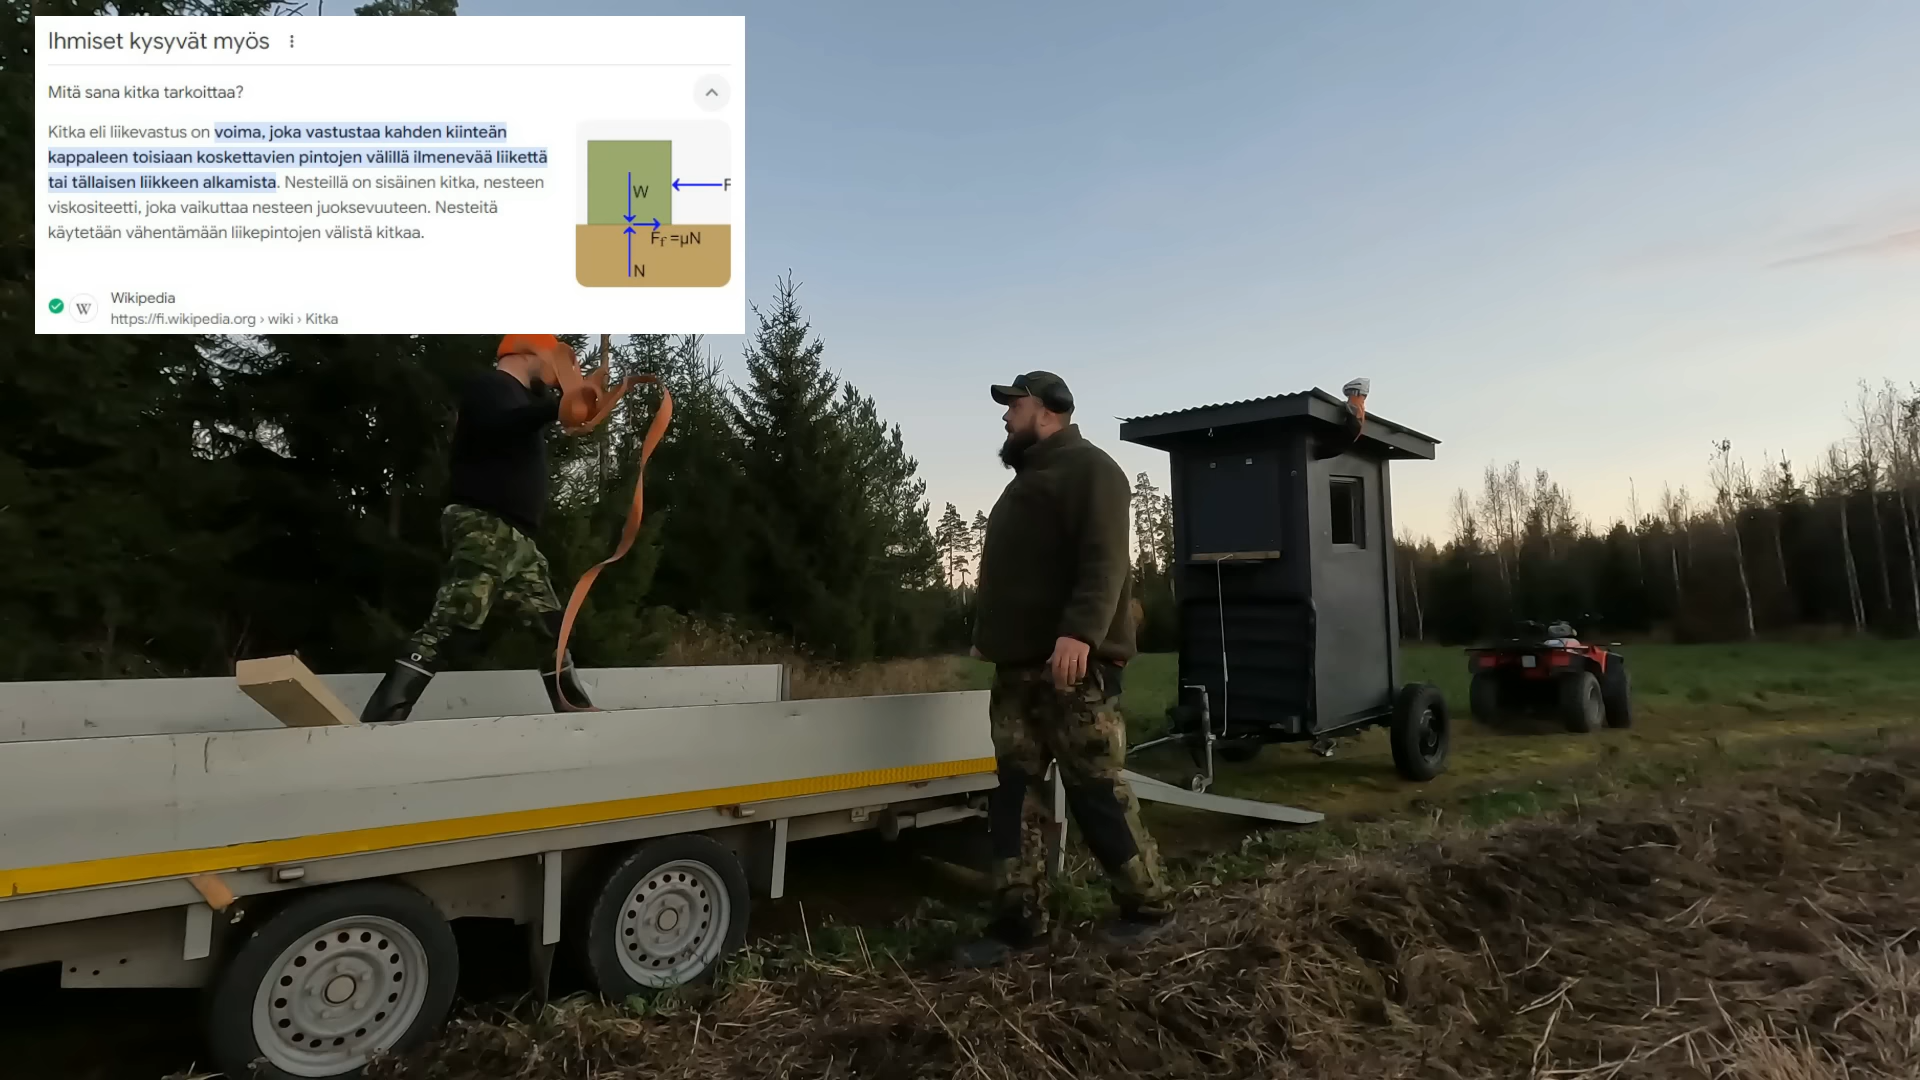 Ihmiset kysyvät myös
Mitä sana kitka tarkoittaa?
Kitka eli liikevastus on voima, joka vastustaa kahden kiinteän
kappaleen toisiaan koskettavien pintojen välillä ilmenevää liikettä
tai tällaisen liikkeen alkamista. Nesteillä on sisäinen kitka, nesteen
viskositeetti, joka vaikuttaa nesteen juoksevuuteen. Nesteitä
käytetään vähentämään liikepintojen välistä kitkaa.
W
F
Ff =µN
N
W
Wikipedia
https://fi.wikipedia.org › wiki › Kitka